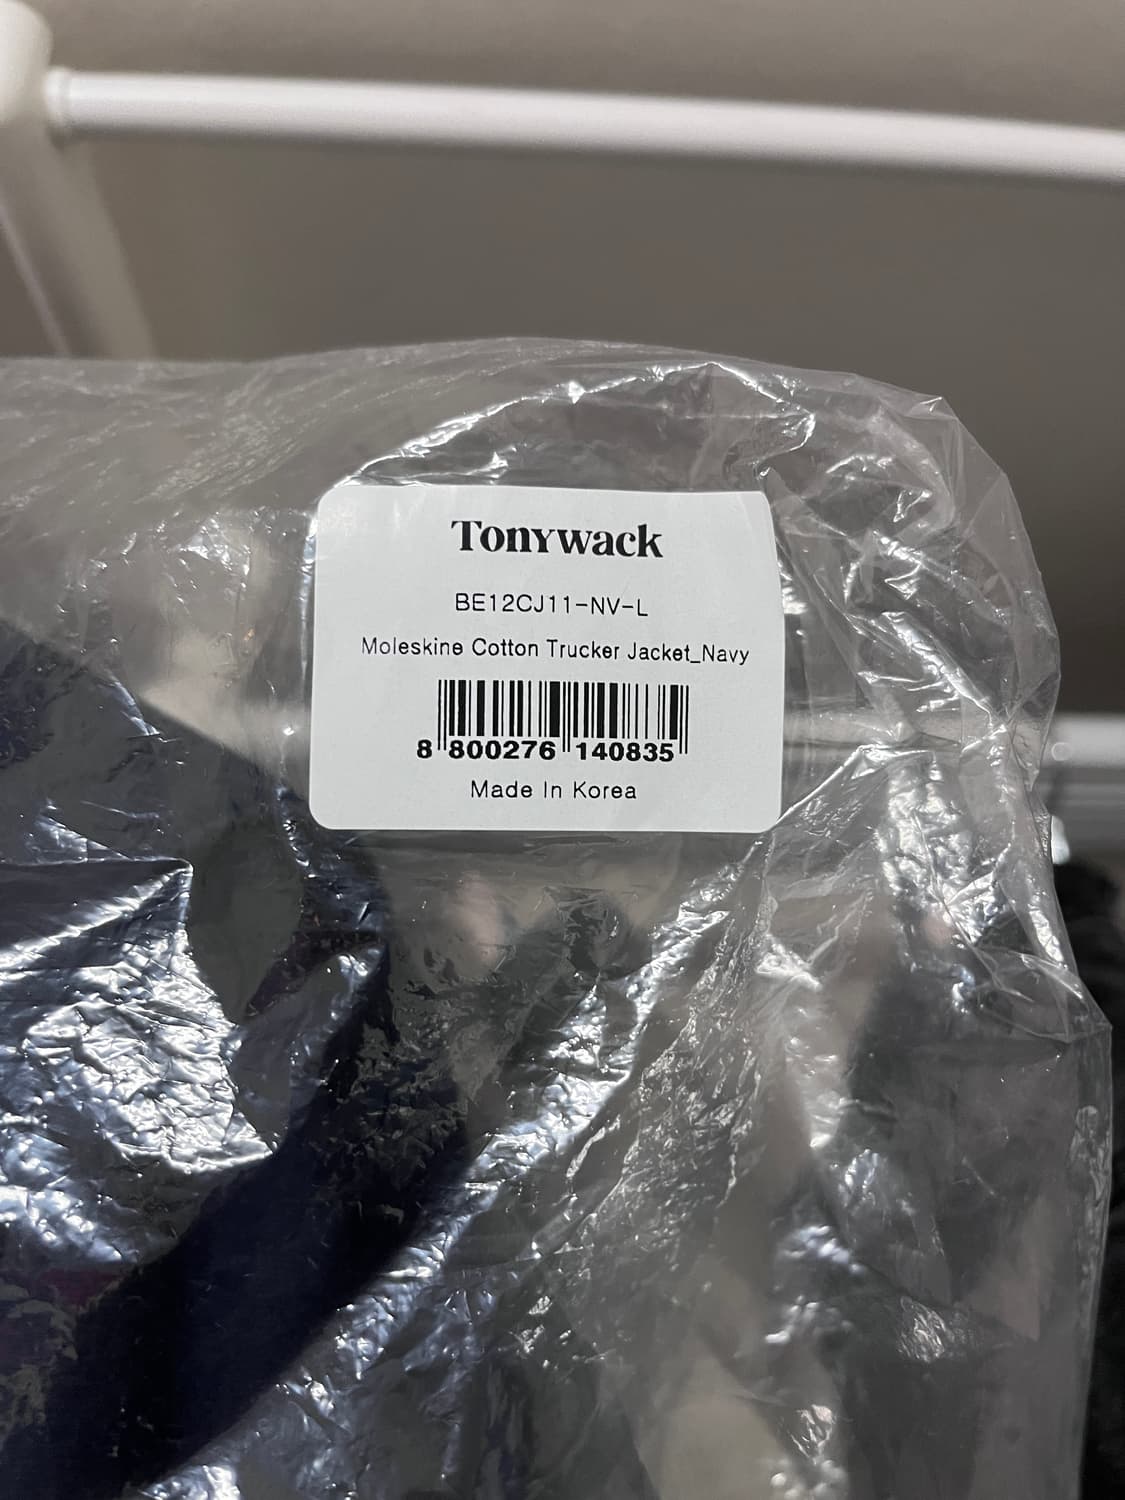 Tonywack
BE12CJ11-NV-L
Moleskine Cotton Trucker Jacket_Navy
8 800276 140835
Made In Korea